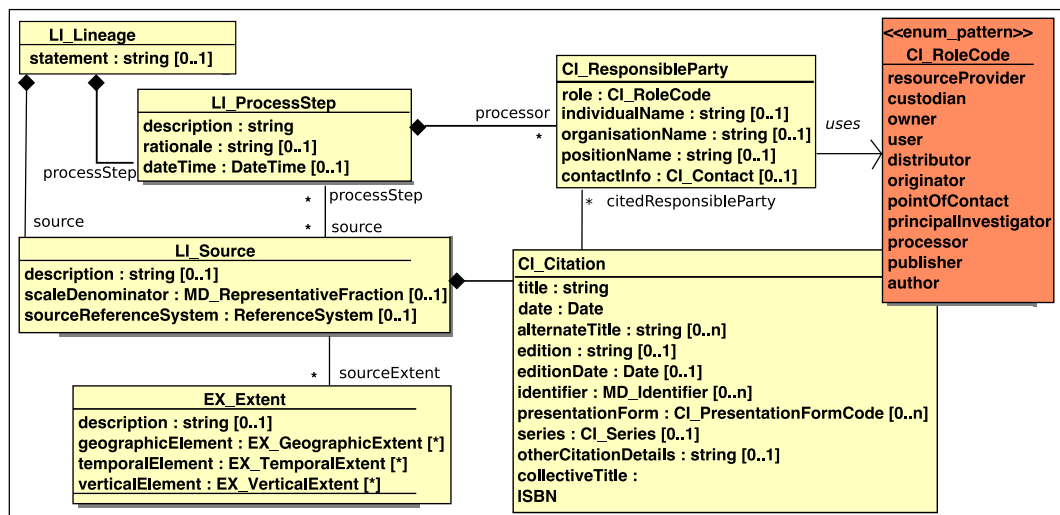 LI_Lineage
statement : string [0..1]
LI_ProcessStep
description : string
rationale : string [0..1]
dateTime : DateTime [0..1]
processStep
source
processor
*
CI_ResponsibleParty
role : CI_RoleCode
individualName : string [0..1]
organisationName : string [0..1]
positionName : string [0..1]
contactInfo : CI_Contact [0..1]
uses
<<enum_pattern>>
CI_RoleCode
resourceProvider
custodian
owner
user
distributor
originator
pointOfContact
principalInvestigator
processor
publisher
author
processStep
*
*
source
* citedResponsibleParty
LI_Source
description : string [0..1]
scaleDenominator : MD_RepresentativeFraction [0..1]
sourceReferenceSystem : ReferenceSystem [0..1]
CI_Citation
title : string
date : Date
alternateTitle : string [0..n]
edition : string [0..1]
editionDate : Date [0..1]
identifier : MD_Identifier [0..n]
presentationForm : CI_PresentationFormCode [0..n]
series : CI_Series [0..1]
otherCitationDetails : string [0..1]
collectiveTitle :
ISBN
* sourceExtent
EX_Extent
description : string [0..1]
geographicElement : EX_GeographicExtent [*]
temporalElement : EX_TemporalExtent [*]
verticalElement : EX_VerticalExtent [*]